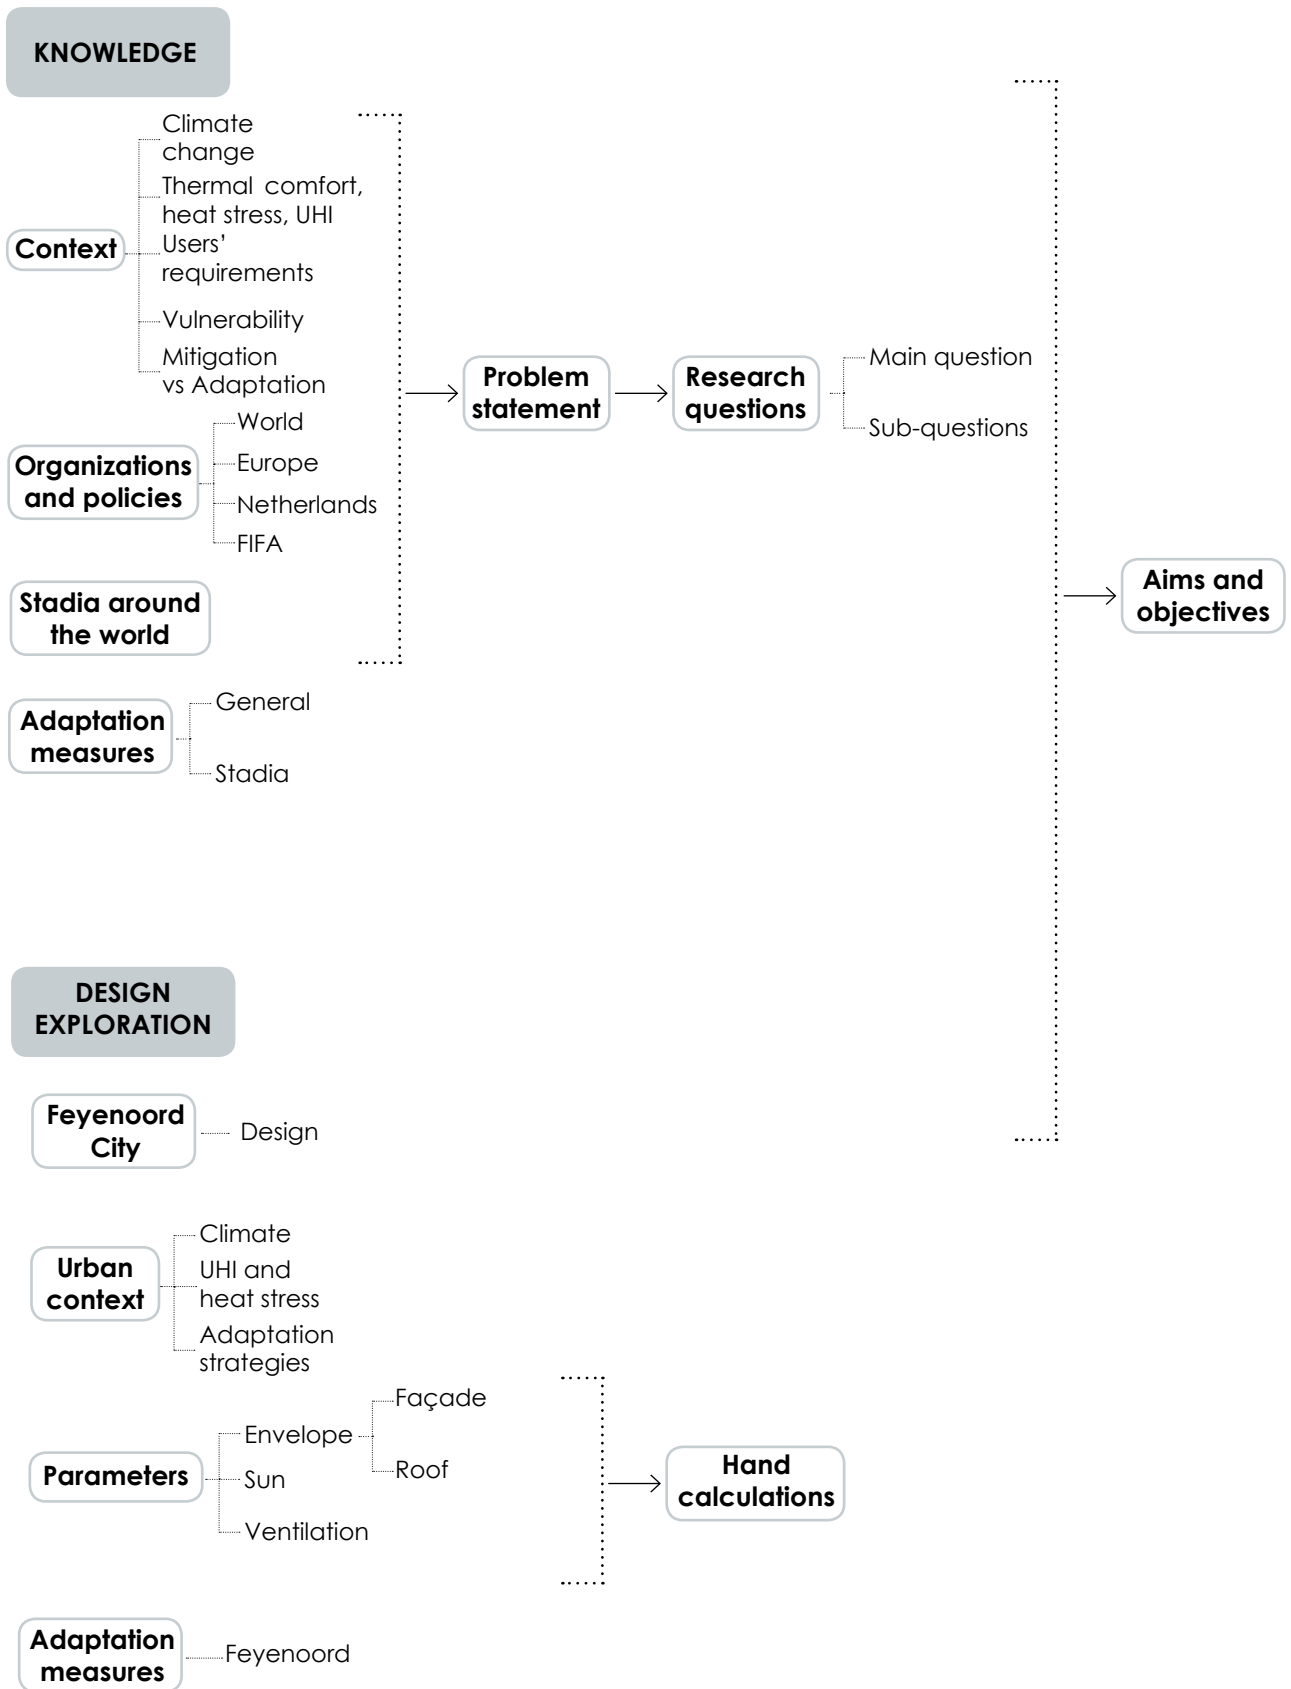 KNOWLEDGE
Climate
change
Thermal comfort,
heat stress, UHI
Users’
requirements
Context
Vulnerability
Mitigation
vs Adaptation
Organizations
and policies
World
Europe
Netherlands
FIFA
Stadia around
the world
Problem
statement
Research
questions
Main question
Sub-questions
Aims and
objectives
Adaptation
measures
General
Stadia
DESIGN
EXPLORATION
Feyenoord
City
Design
Urban
context
Climate
UHI and
heat stress
Adaptation
strategies
Parameters
Envelope
Façade
Roof
Sun
Ventilation
Hand
calculations
Adaptation
measures
Feyenoord